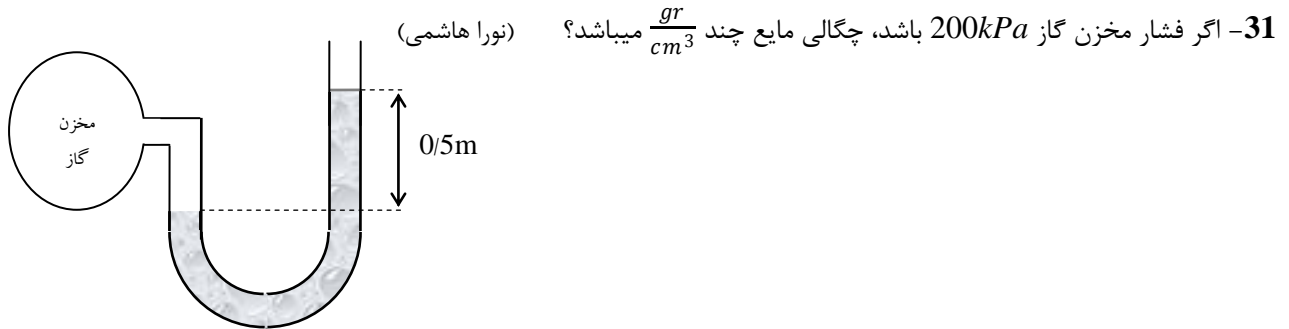 31- اگر فشار مخزن گاز 200kPa باشد، چگالی مایع چند gr/cm³ میباشد؟ (نورا هاشمی)
مخزن
گاز
0/5m